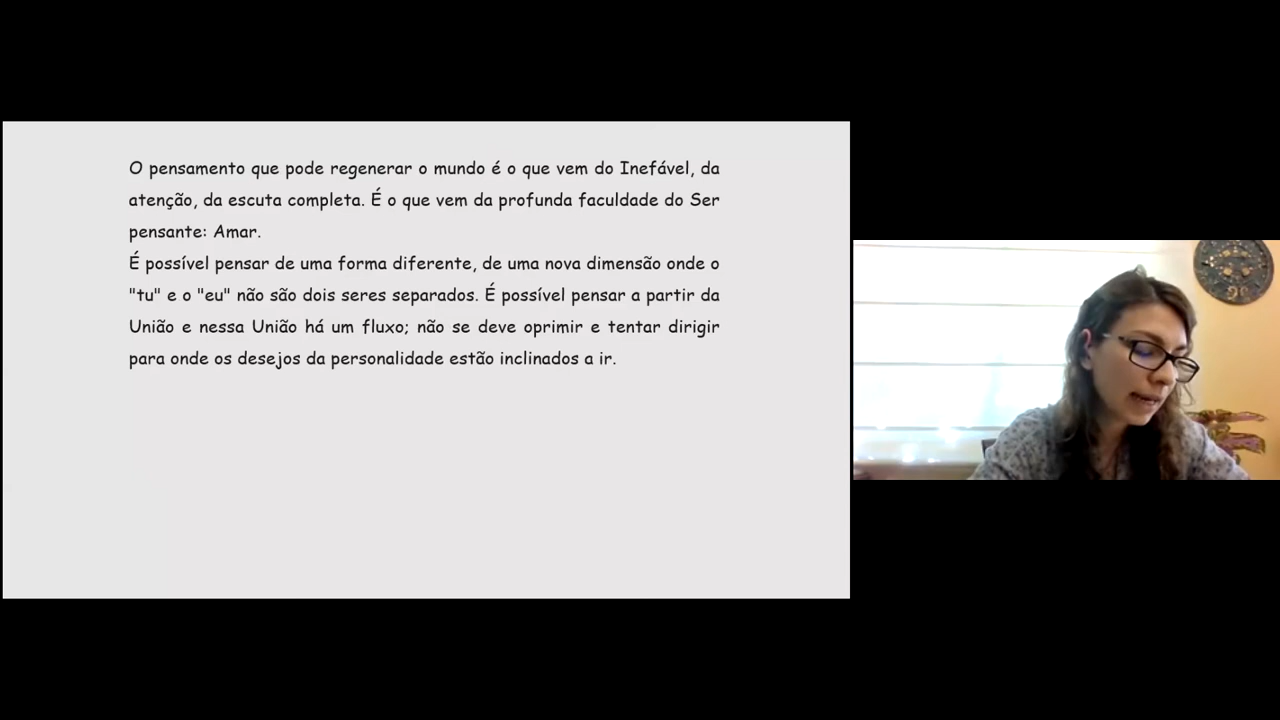 O pensamento que pode regenerar o mundo é o que vem do Inefável, da
atenção, da escuta completa. É o que vem da profunda faculdade do Ser
pensante: Amar.
É possível pensar de uma forma diferente, de uma nova dimensão onde o
"tu" e o "eu" não são dois seres separados. É possível pensar a partir da
União e nessa União há um fluxo; não se deve oprimir e tentar dirigir
para onde os desejos da personalidade estão inclinados a ir.